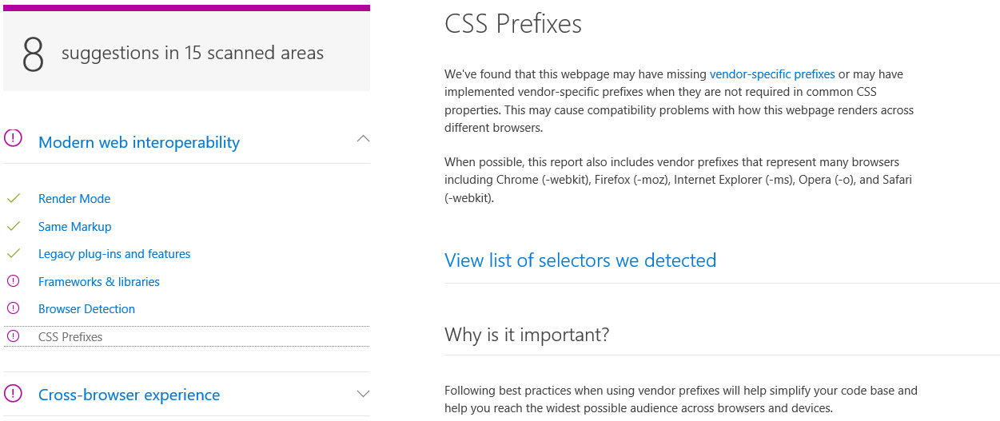 8 suggestions in 15 scanned areas
Modern web interoperability
Render Mode
Same Markup
Legacy plug-ins and features
Frameworks & libraries
Browser Detection
CSS Prefixes
Cross-browser experience
CSS Prefixes
We've found that this webpage may have missing vendor-specific prefixes or may have
implemented vendor-specific prefixes when they are not required in common CSS
properties. This may cause compatibility problems with how this webpage renders across
different browsers.
When possible, this report also includes vendor prefixes that represent many browsers
including Chrome (-webkit), Firefox (-moz), Internet Explorer (-ms), Opera (-o), and Safari
(-webkit).
View list of selectors we detected
Why is it important?
Following best practices when using vendor prefixes will help simplify your code base and
help you reach the widest possible audience across browsers and devices.